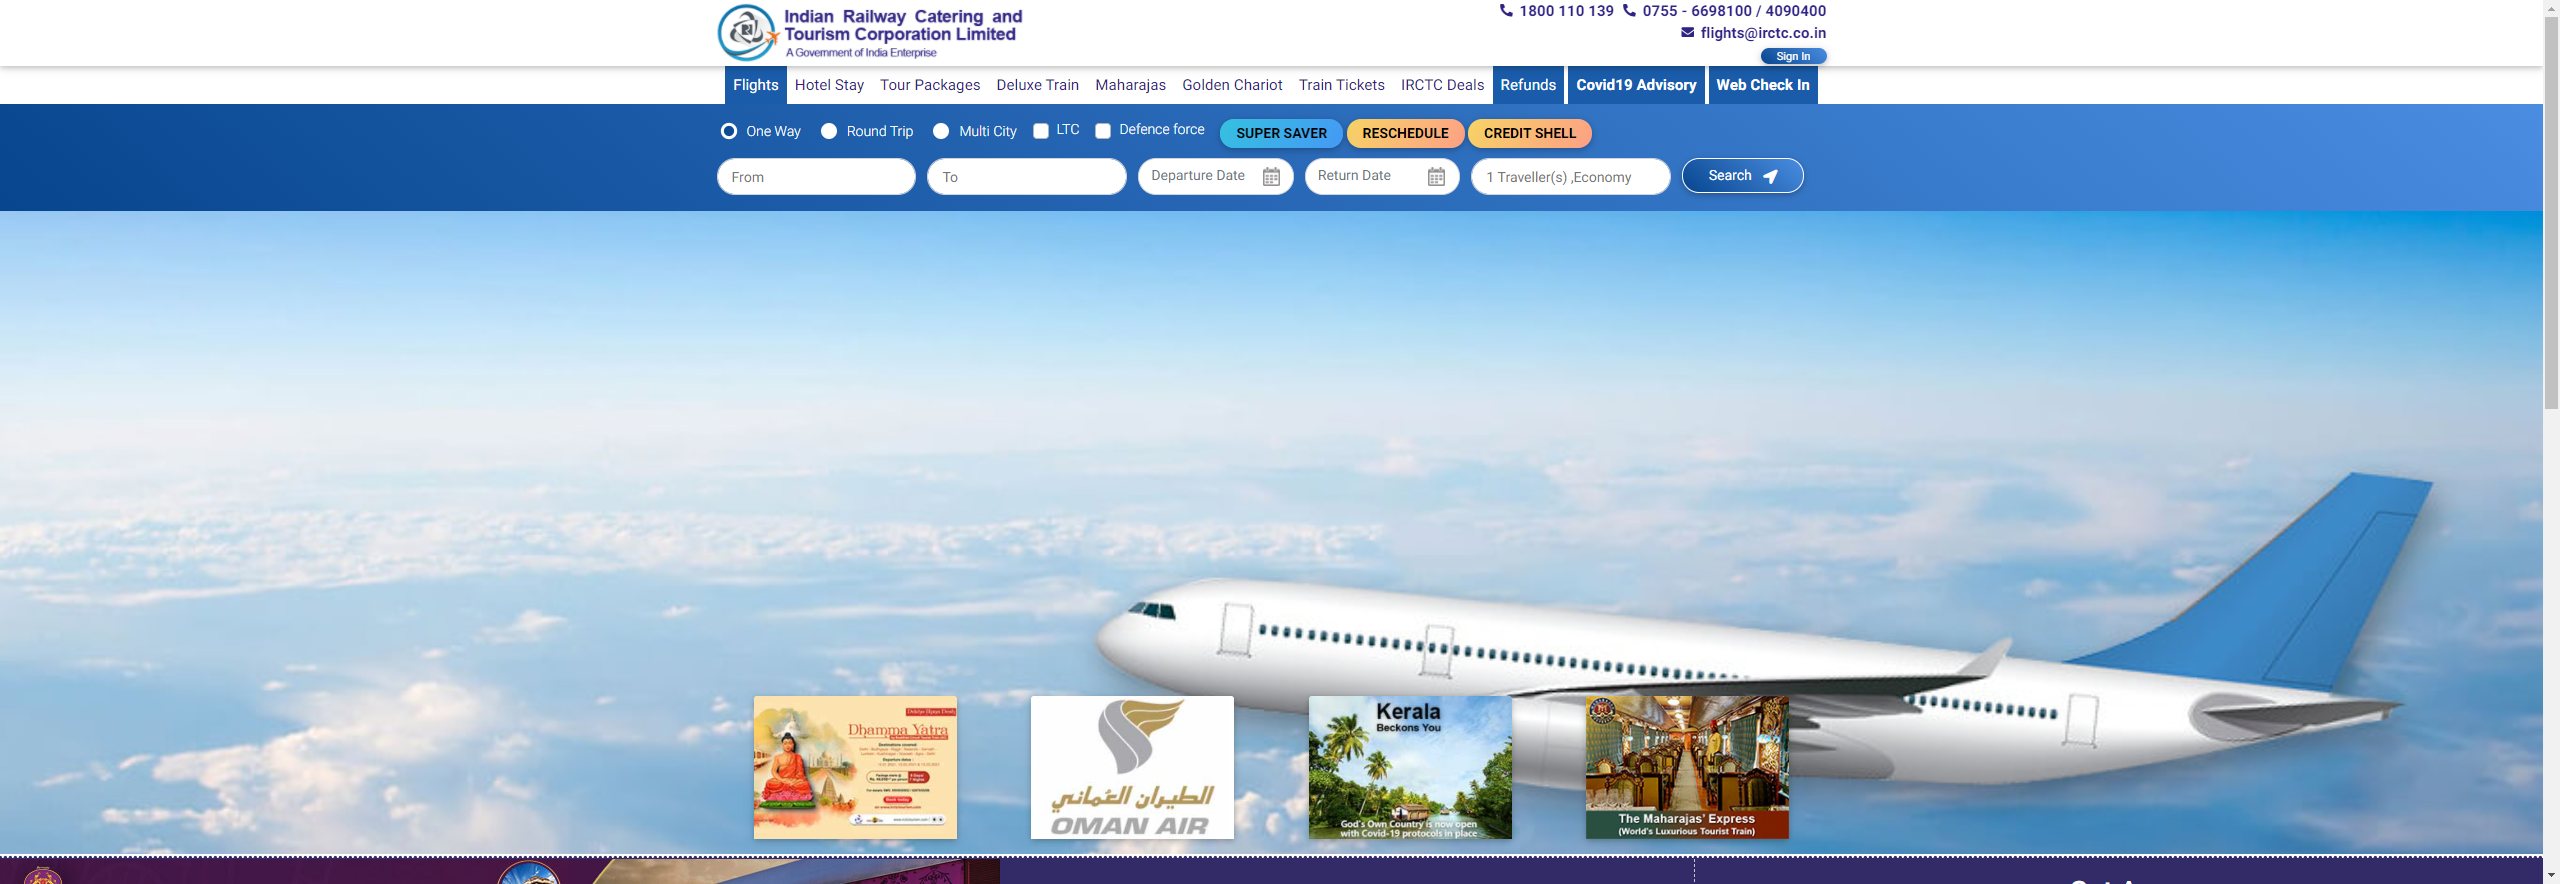 Indian Railway Catering and
Tourism Corporation Limited
A Government of India Enterprise
1800 110 139 0755 - 6698100 / 4090400
flights@irctc.co.in
Sign In
Flights Hotel Stay Tour Packages Deluxe Train Maharajas Golden Chariot Train Tickets IRCTC Deals Refunds Covid19 Advisory Web Check In
One Way Round Trip Multi City LTC Defence force SUPER SAVER RESCHEDULE CREDIT SHELL
From To Departure Date Return Date 1 Traveller(s) ,Economy Search
Dhamma Yatra
الطيران العُماني
OMAN AIR
Kerala
Beckons You
God's Own Country is now open
with Covid-19 protocols in place
The Maharajas' Express
(World's Luxurious Tourist Train)